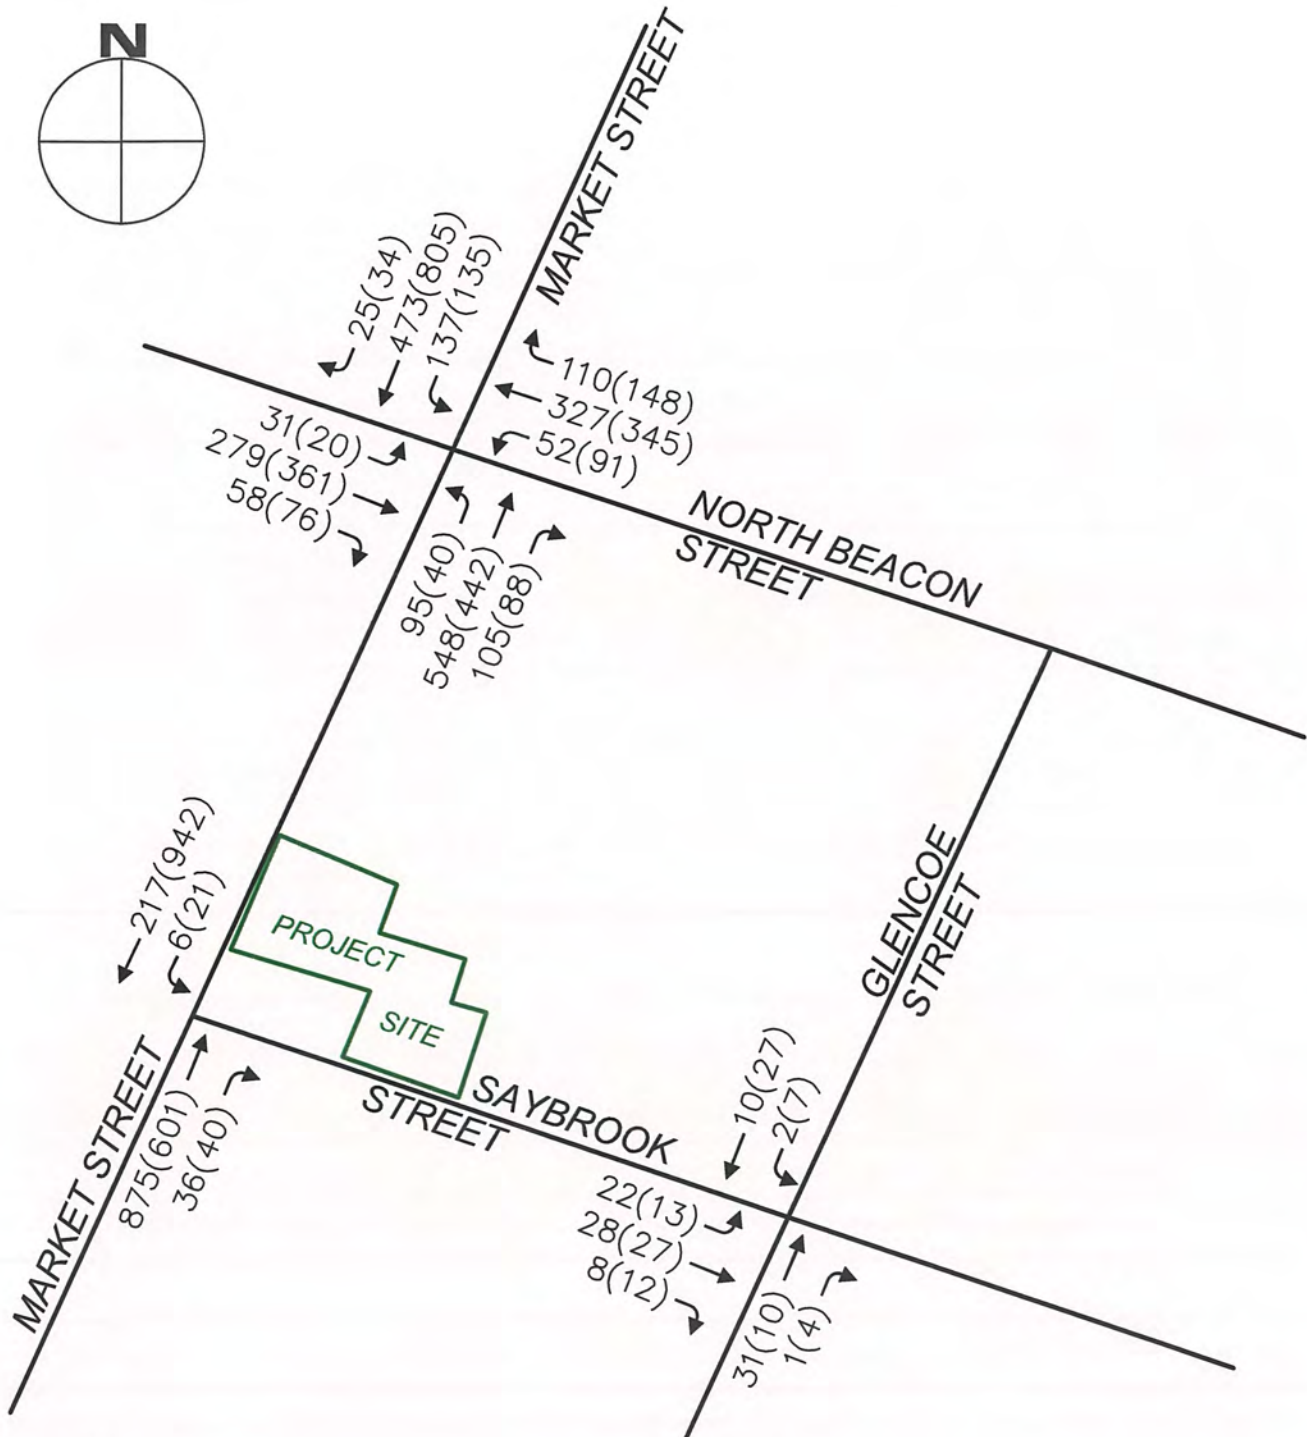 N
MARKET STREET
25(34)
473(805)
137(135)
110(148)
327(345)
52(91)
31(20)
279(361)
58(76)
95(40)
548(442)
105(88)
NORTH BEACON
STREET
GLENCOE
STREET
217(942)
6(21)
PROJECT
SITE
MARKET STREET
875(601)
36(40)
SAYBROOK
STREET
10(27)
2(7)
22(13)
28(27)
8(12)
31(10)
1(4)